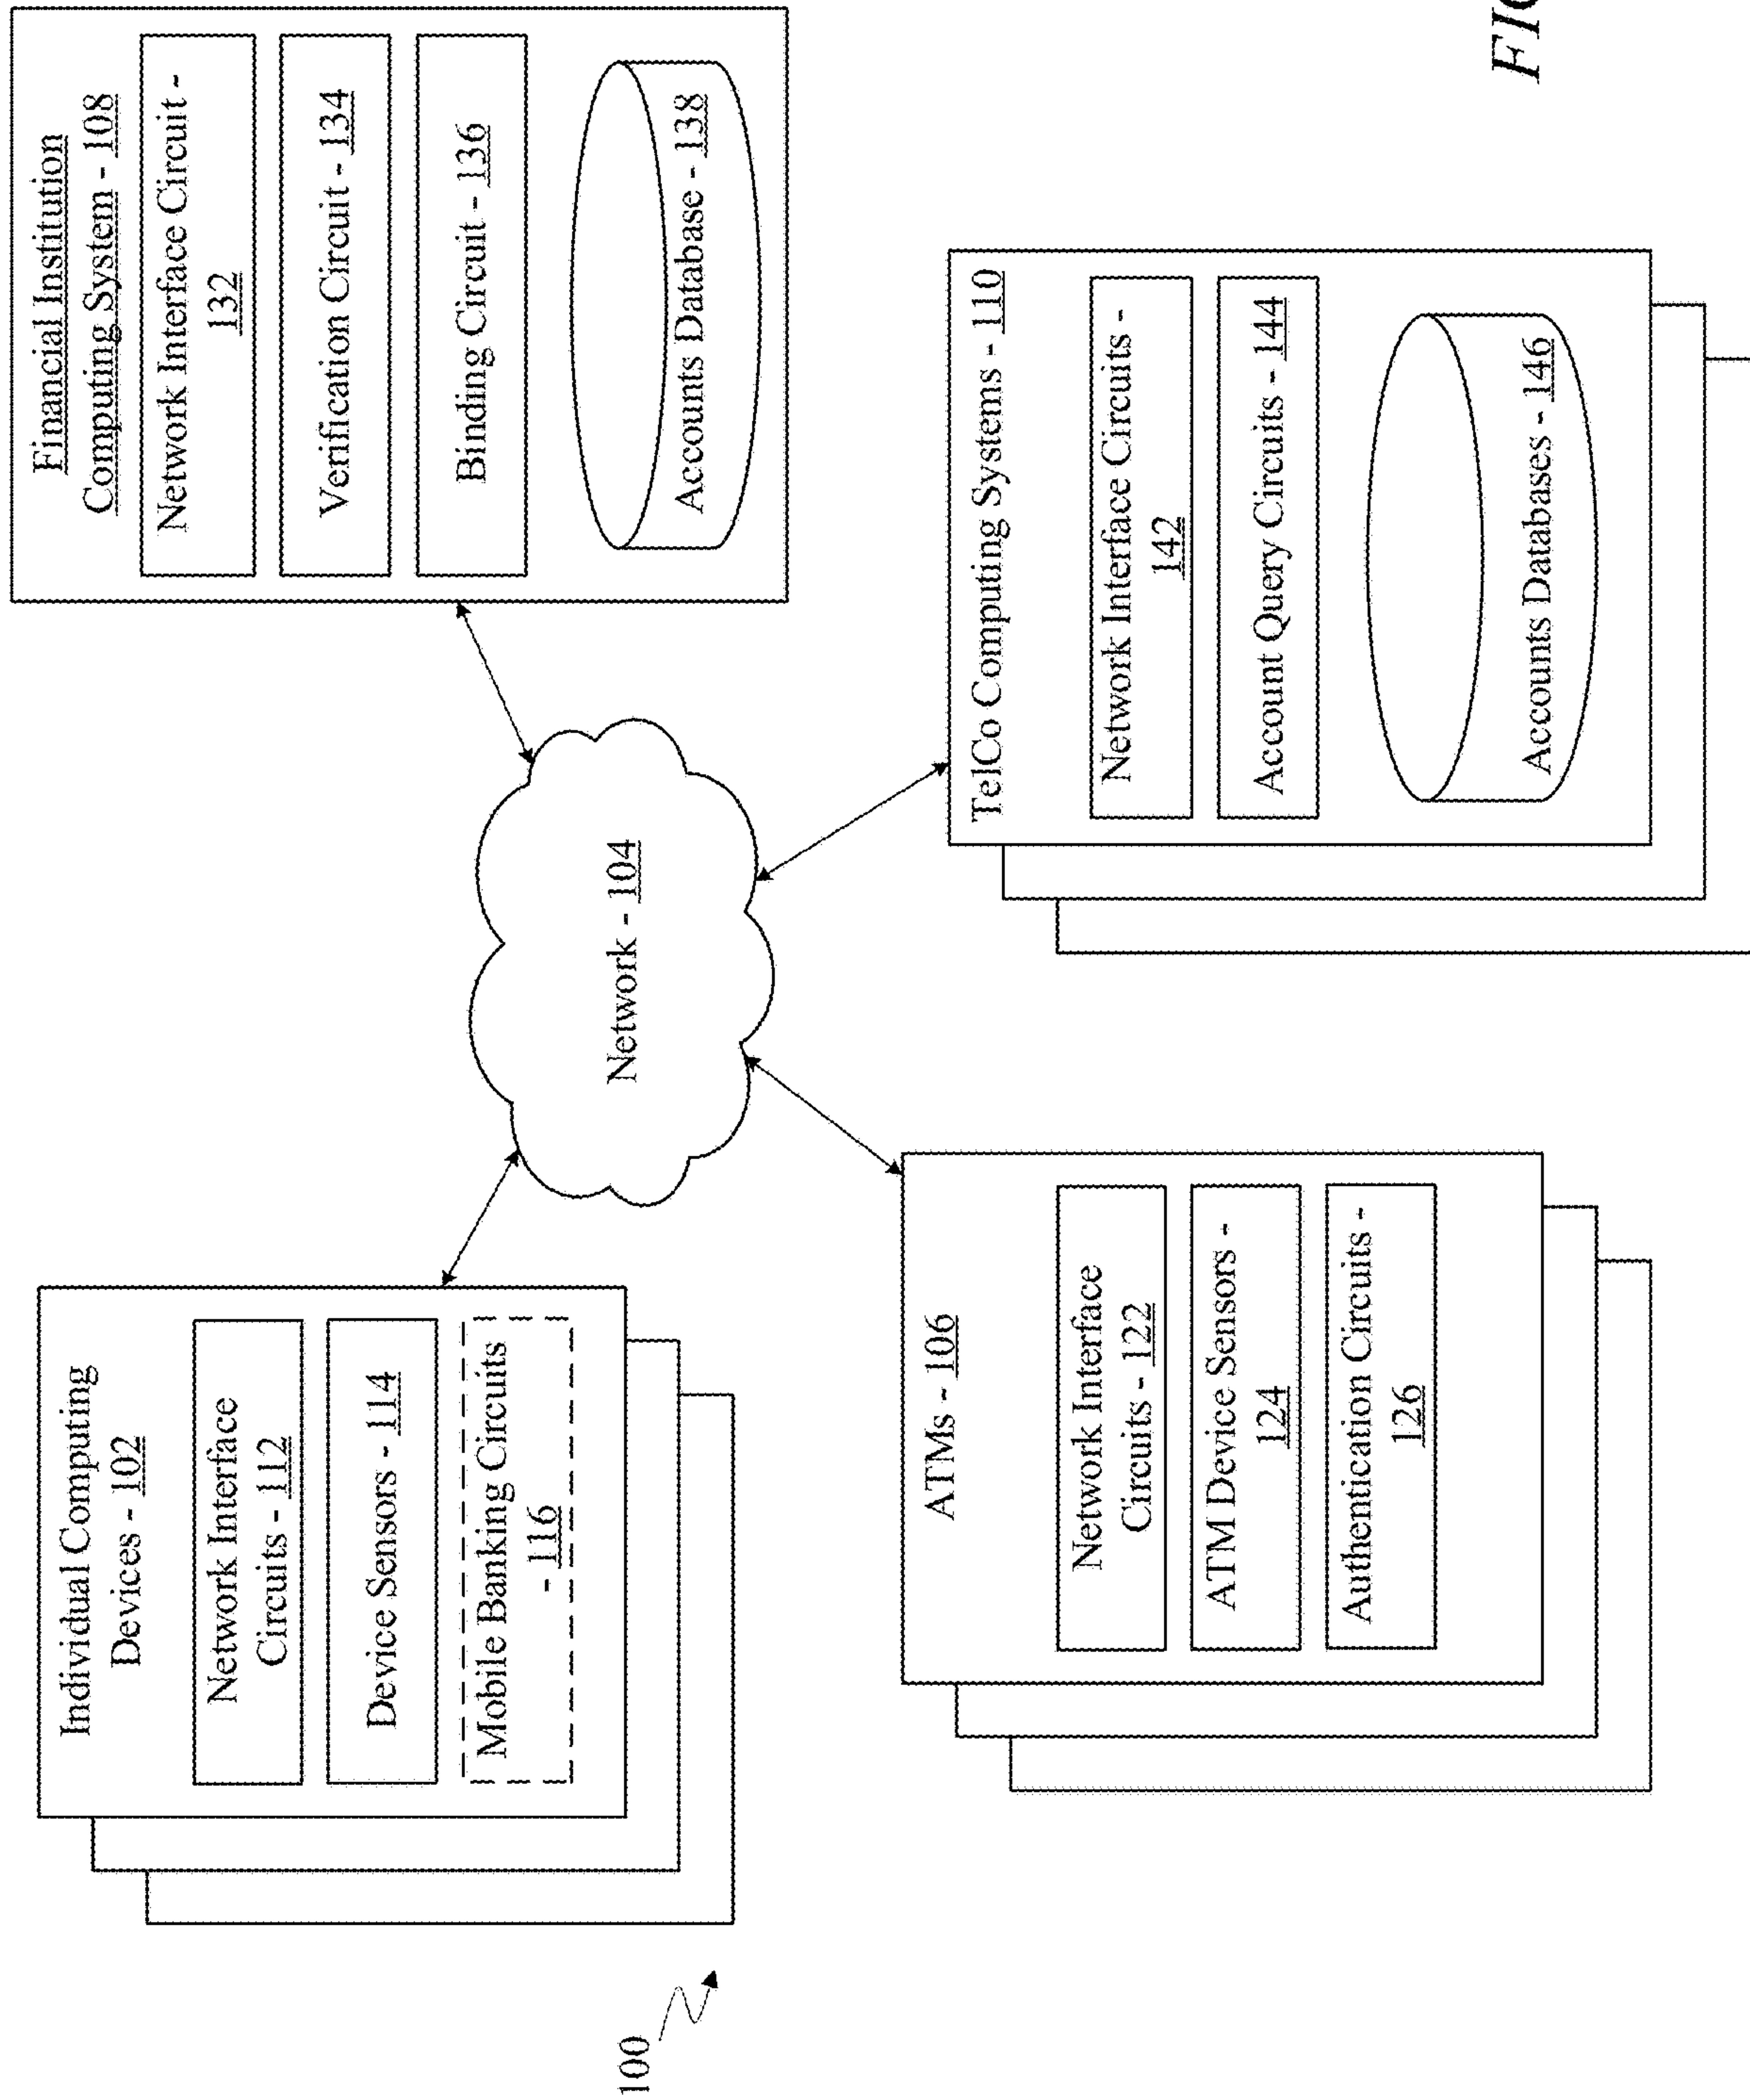 100
Individual Computing
Devices - 102
Network Interface
Circuits - 112
Device Sensors - 114
Mobile Banking Circuits
- 116
Financial Institution
Computing System - 108
Network Interface Circuit -
132
Verification Circuit - 134
Binding Circuit - 136
Accounts Database - 138
Network - 104
ATMs - 106
Network Interface
Circuits - 122
ATM Device Sensors -
124
Authentication Circuits -
126
TelCo Computing Systems - 110
Network Interface Circuits -
142
Account Query Circuits - 144
Accounts Databases - 146